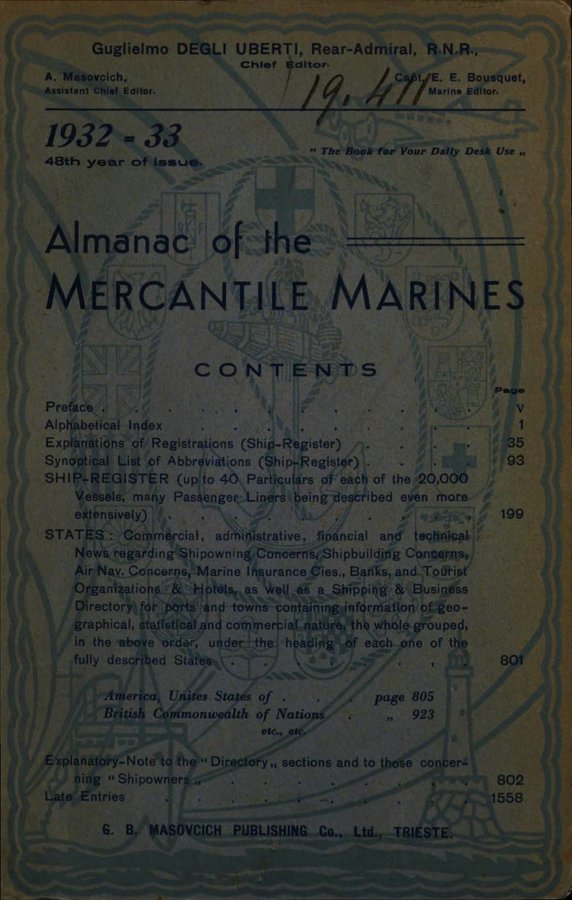 Guglielmo DEGLI UBERTI, Rear-Admiral, R.N.R.,
Chief Editor.
A. Masovcich,
Assistant Chief Editor.
Capt. E. E. Bousquet,
Marine Editor.
19.411
1932 - 33
48th year of issue.
" The Book for Your Daily Desk Use „
Almanac of the
MERCANTILE MARINES
CONTENTS
Page
Preface . . . . . . . . . . V
Alphabetical Index . . . . . . . . 1
Explanations of Registrations (Ship-Register) . . . . 35
Synoptical List of Abbreviations (Ship-Register) . . . . 93
SHIP-REGISTER (up to 40 Particulars of each of the 20,000
Vessels, many Passenger Liners being described even more
extensively) . . . . . . . . . 199
STATES : Commercial, administrative, financial and technical
News regarding Shipowning Concerns, Shipbuilding Concerns,
Air Nav. Concerns, Marine Insurance Cies., Banks, and Tourist
Organizations & Hotels, as well as a Shipping & Business
Directory for ports and towns containing information of geo-
graphical, statistical and commercial nature, the whole grouped,
in the above order, under the heading of each one of the
fully described States . . . . . . . 801
America, Unites States of . . page 805
British Commonwealth of Nations . „ 923
etc., etc.
Explanatory-Note to the " Directory „ sections and to those concer-
ning " Shipowners „ . . . . . . . 802
Late Entries . . . . . . . . . 1558
G. B. MASOVCICH PUBLISHING Co., Ltd., TRIESTE.